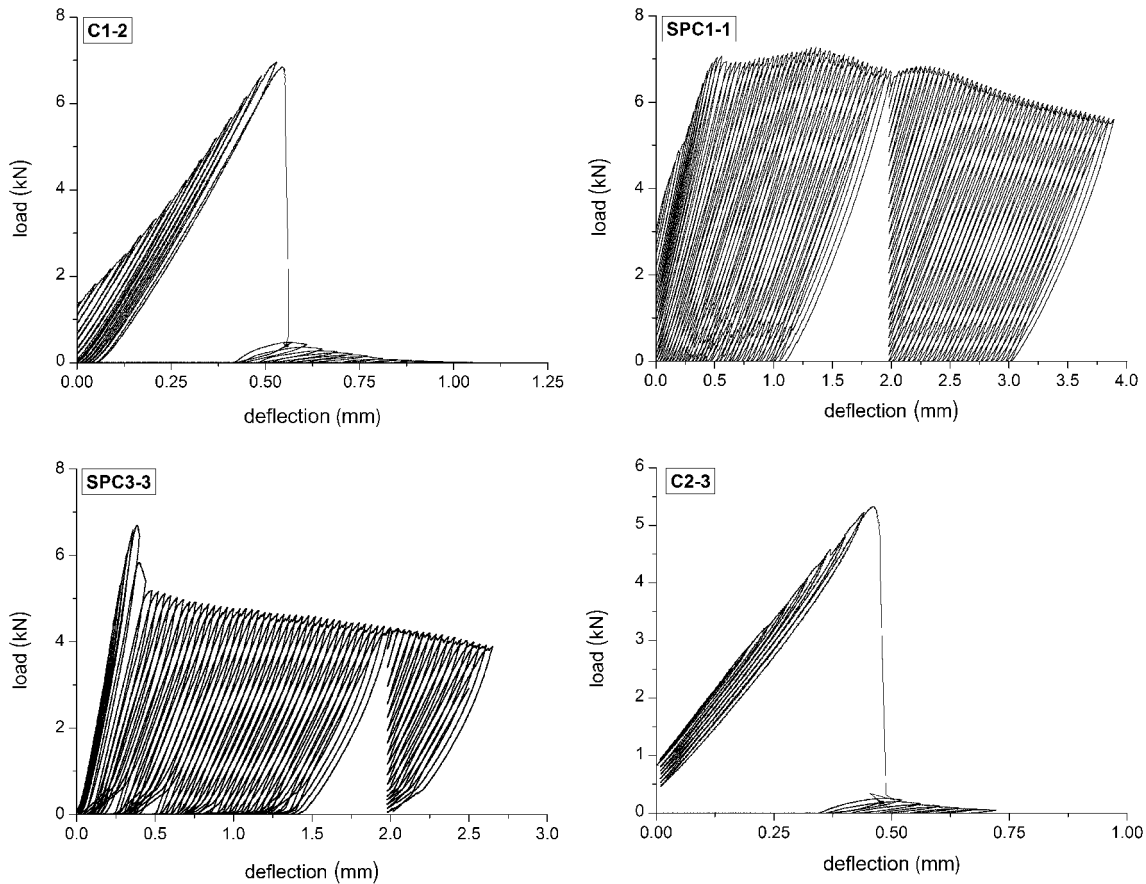 C1-2
8
6
4
2
0
load (kN)
0.00 0.25 0.50 0.75 1.00 1.25
deflection (mm)
SPC1-1
8
6
4
2
0
load (kN)
0.0 0.5 1.0 1.5 2.0 2.5 3.0 3.5 4.0
deflection (mm)
SPC3-3
8
6
4
2
0
load (kN)
0.0 0.5 1.0 1.5 2.0 2.5 3.0
deflection (mm)
C2-3
6
5
4
3
2
1
0
load (kN)
0.00 0.25 0.50 0.75 1.00
deflection (mm)